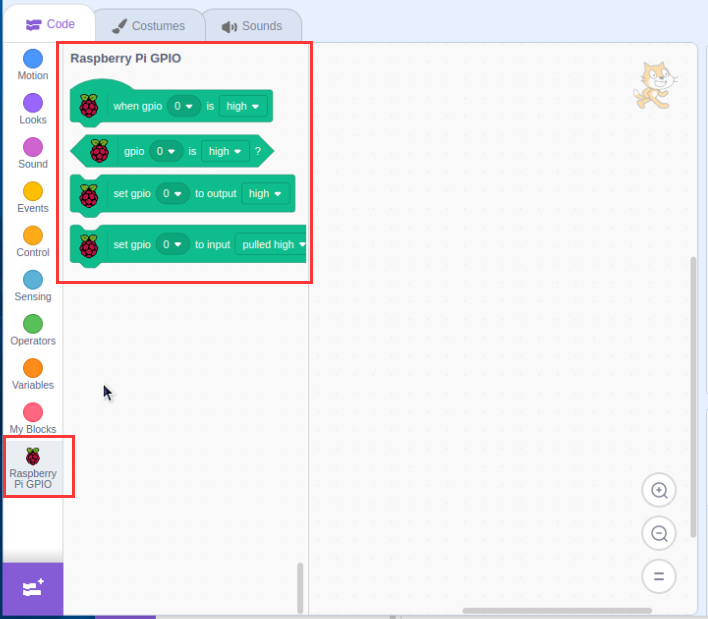 Code
Costumes
Sounds
Motion
Looks
Sound
Events
Control
Sensing
Operators
Variables
My Blocks
Raspberry
Pi GPIO
Raspberry Pi GPIO
when gpio 0 is high
gpio 0 is high ?
set gpio 0 to output high
set gpio 0 to input pulled high